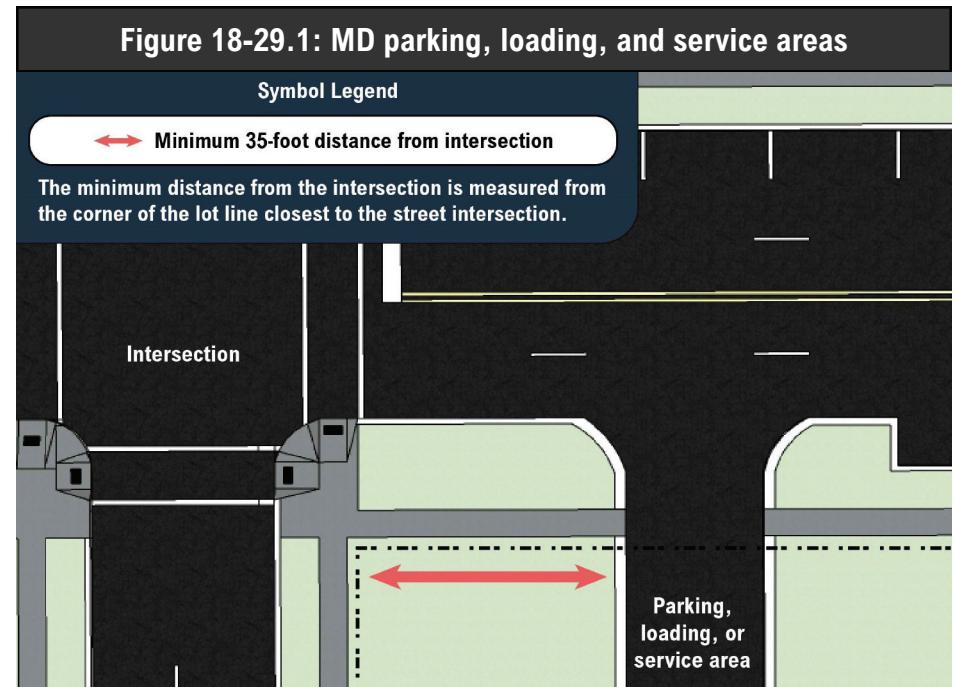 Figure 18-29.1: MD parking, loading, and service areas
Symbol Legend
Minimum 35-foot distance from intersection
The minimum distance from the intersection is measured from
the corner of the lot line closest to the street intersection.
Intersection
Parking,
loading, or
service area